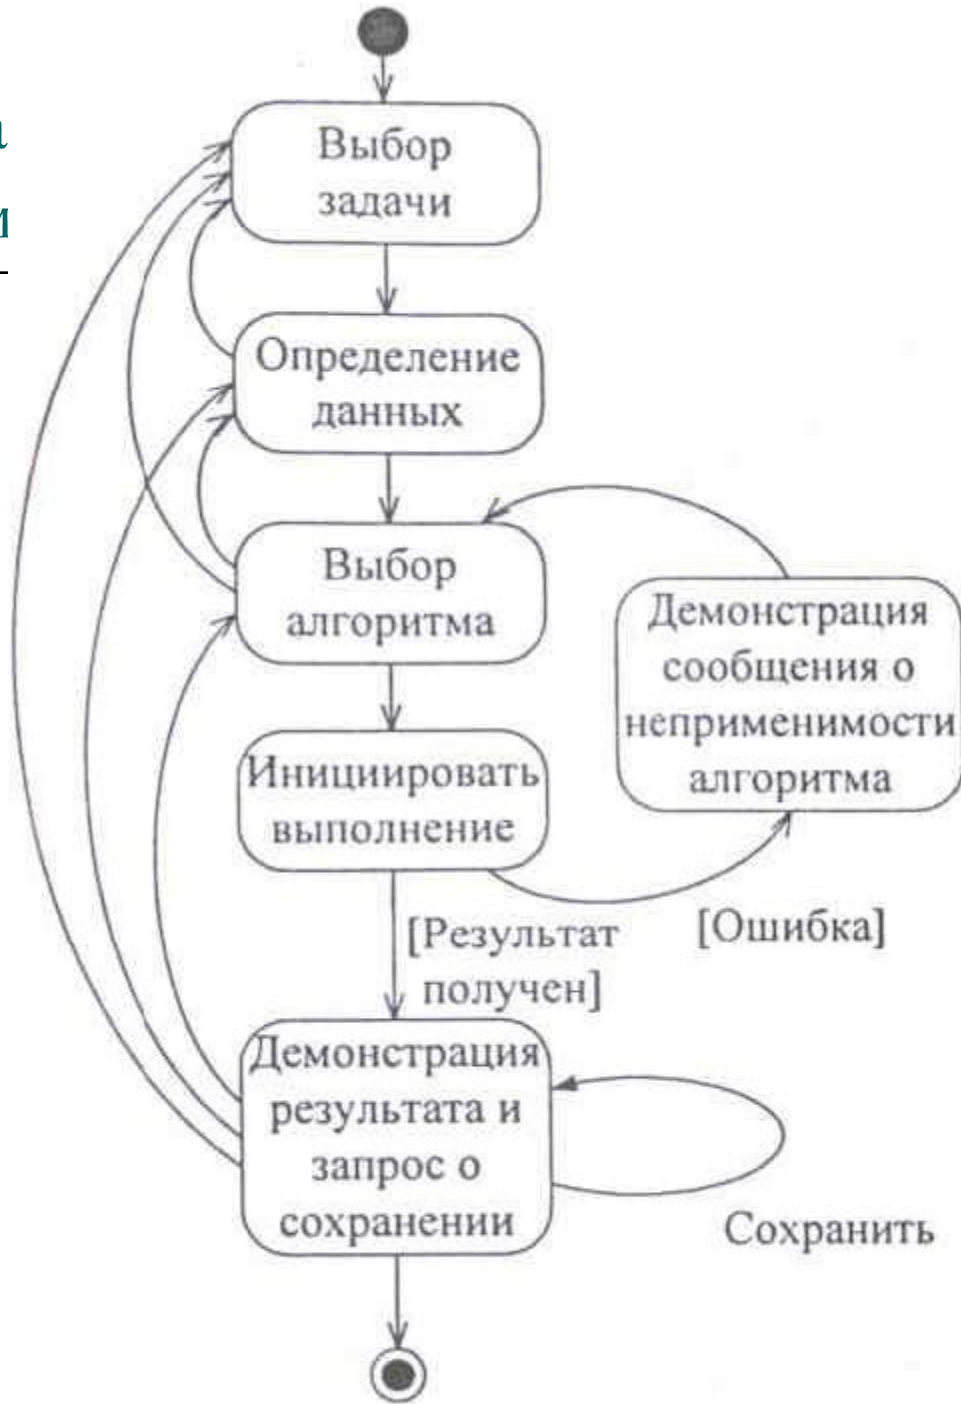 Выбор
задачи
Определение
данных
Выбор
алгоритма
Демонстрация
сообщения о
неприменимости
алгоритма
Инициировать
выполнение
[Результат
получен]
[Ошибка]
Демонстрация
результата и
запрос о
сохранении
Сохранить